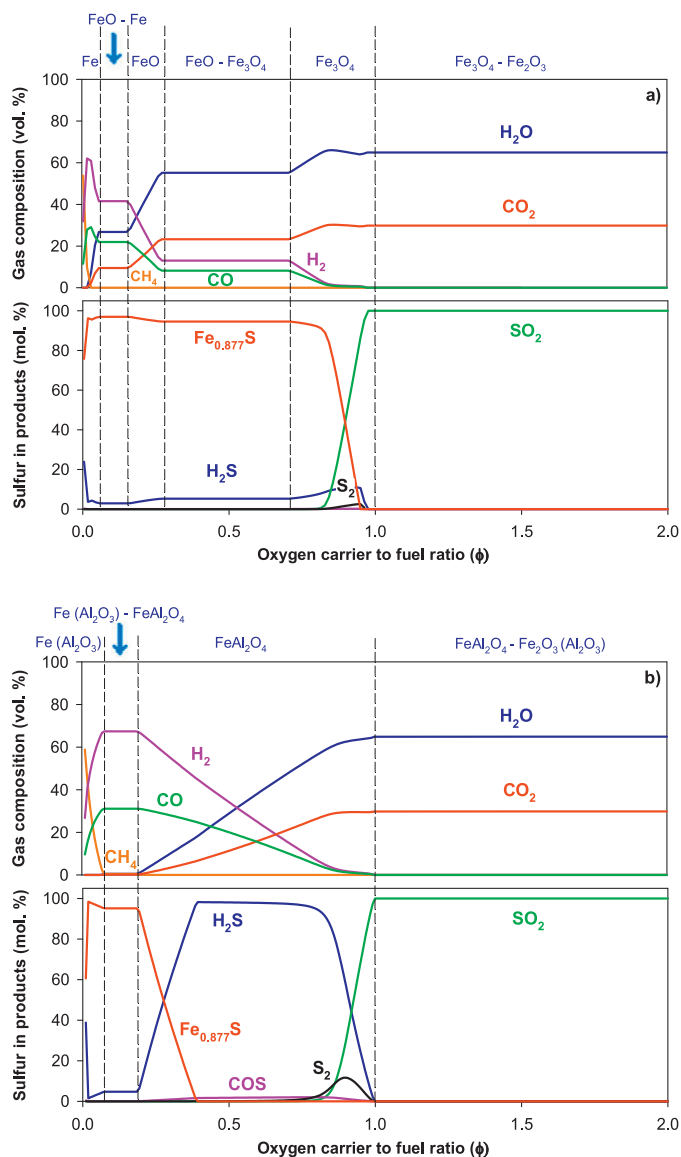 FeO - Fe
Fe FeO FeO - Fe₃O₄ Fe₃O₄ Fe₃O₄ - Fe₂O₃
100
a)
80
H₂O
60
40
CO₂
20
CH₄ CO H₂
0
Gas composition (vol. %)
100
80
Fe₀.₈₇₇S
SO₂
60
40
20
H₂S S₂
0
Sulfur in products (mol. %)
0.0 0.5 1.0 1.5 2.0
Oxygen carrier to fuel ratio (ϕ)
Fe (Al₂O₃) - FeAl₂O₄
Fe (Al₂O₃) FeAl₂O₄ FeAl₂O₄ - Fe₂O₃ (Al₂O₃)
100
b)
80
H₂O
60
H₂
40
CO
CO₂
20
CH₄
0
Gas composition (vol. %)
100
H₂S SO₂
80
60
40
Fe₀.₈₇₇S
20
COS S₂
0
Sulfur in products (mol. %)
0.0 0.5 1.0 1.5 2.0
Oxygen carrier to fuel ratio (ϕ)